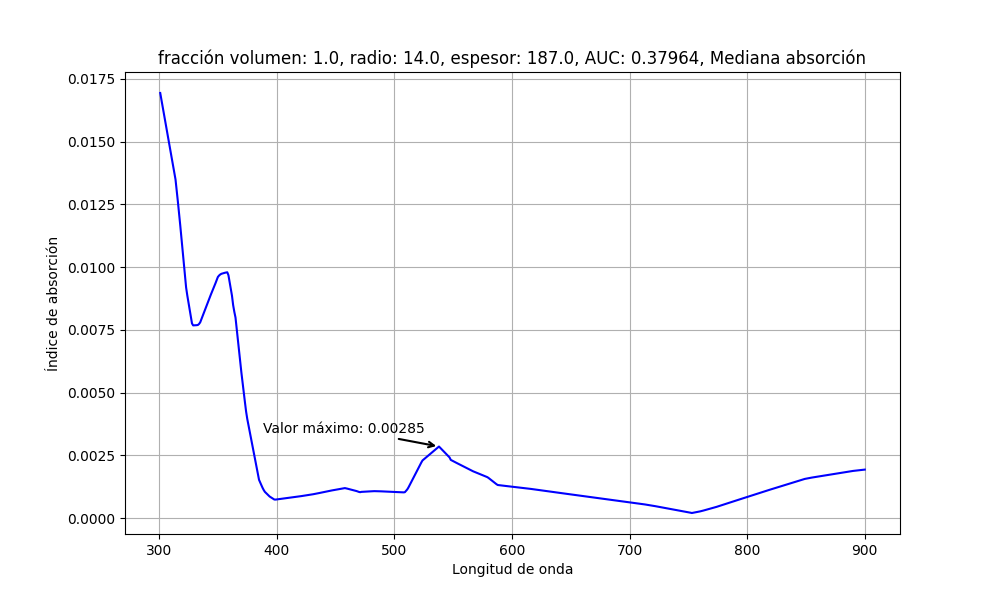 fracción volumen: 1.0, radio: 14.0, espesor: 187.0, AUC: 0.37964, Mediana absorción
0.0175
0.0150
0.0125
0.0100
0.0075
0.0050
0.0025
0.0000
Índice de absorción
Valor máximo: 0.00285
300 400 500 600 700 800 900
Longitud de onda